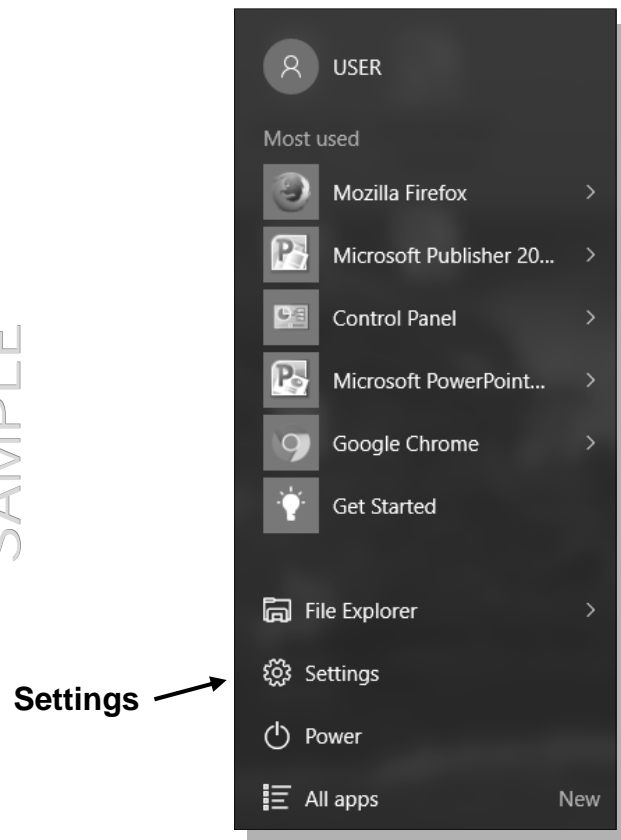 USER
Most used
Mozilla Firefox
Microsoft Publisher 20...
Control Panel
Microsoft PowerPoint...
Google Chrome
Get Started
File Explorer
Settings
Settings
Power
All apps New
SAMPLE